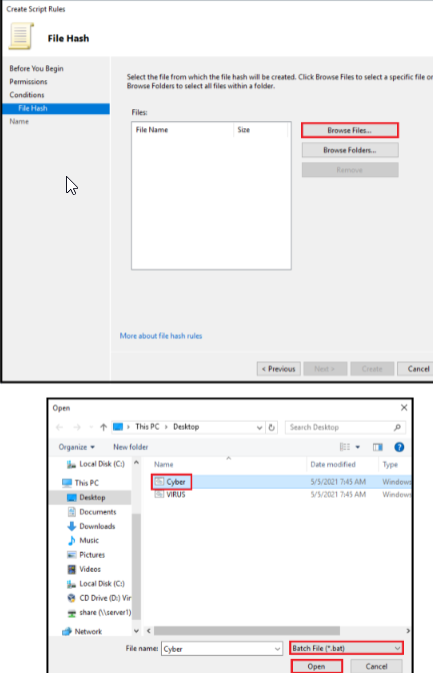 Create Script Rules
File Hash
Before You Begin
Permissions
Conditions
File Hash
Name
Select the file from which the file hash will be created. Click Browse Files to select a specific file or
Browse Folders to select all files within a folder.
Files:
File Name Size
Browse Files...
Browse Folders...
Remove
More about file hash rules
< Previous Next > Create Cancel
Open
This PC > Desktop Search Desktop
Organize New folder
Name Date modified Type
Local Disk (C:)
This PC
Desktop
Documents
Downloads
Music
Pictures
Videos
Local Disk (C:)
CD Drive (D:) Vir
share (\\server1)
Network
Cyber 5/5/2021 7:45 AM Windows
VIRUS 5/5/2021 7:45 AM Windows
File name: Cyber Batch File (*.bat)
Open Cancel